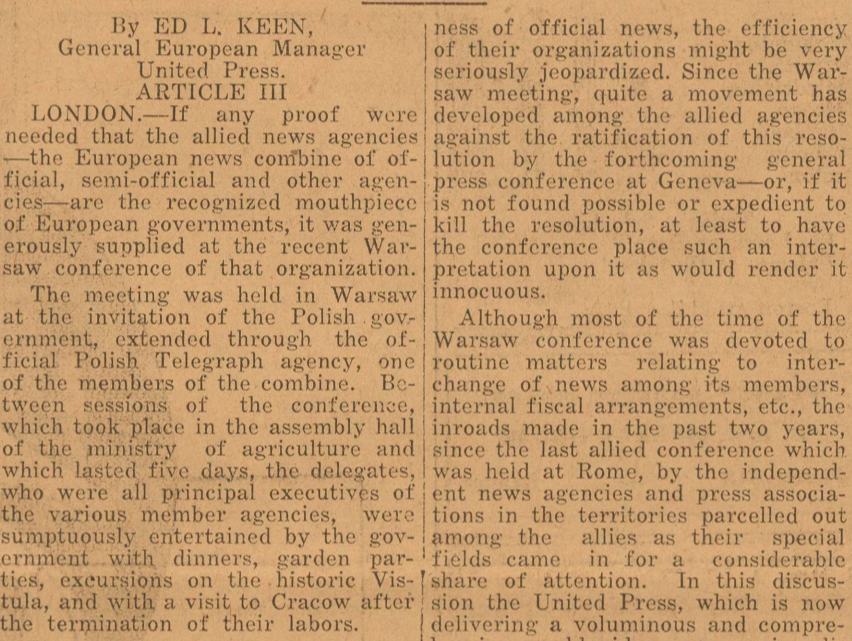 By ED L. KEEN,
General European Manager
United Press.
ARTICLE III
LONDON.—If any proof were
needed that the allied news agencies
—the European news combine of of-
ficial, semi-official and other agen-
cies—are the recognized mouthpiece
of European governments, it was gen-
erously supplied at the recent War-
saw conference of that organization.
The meeting was held in Warsaw
at the invitation of the Polish gov-
ernment, extended through the of-
ficial Polish Telegraph agency, one
of the members of the combine. Be-
tween sessions of the conference,
which took place in the assembly hall
of the ministry of agriculture and
which lasted five days, the delegates,
who were all principal executives of
the various member agencies, were
sumptuously entertained by the gov-
ernment with dinners, garden par-
ties, excursions on the historic Vis-
tula, and with a visit to Cracow after
the termination of their labors.
ness of official news, the efficiency
of their organizations might be very
seriously jeopardized. Since the War-
saw meeting, quite a movement has
developed among the allied agencies
against the ratification of this reso-
lution by the forthcoming general
press conference at Geneva—or, if it
is not found possible or expedient to
kill the resolution, at least to have
the conference place such an inter-
pretation upon it as would render it
innocuous.
Although most of the time of the
Warsaw conference was devoted to
routine matters relating to inter-
change of news among its members,
internal fiscal arrangements, etc., the
inroads made in the past two years,
since the last allied conference which
was held at Rome, by the independ-
ent news agencies and press associa-
tions in the territories parcelled out
among the allies as their special
fields came in for a considerable
share of attention. In this discus-
sion the United Press, which is now
delivering a voluminous and compre-